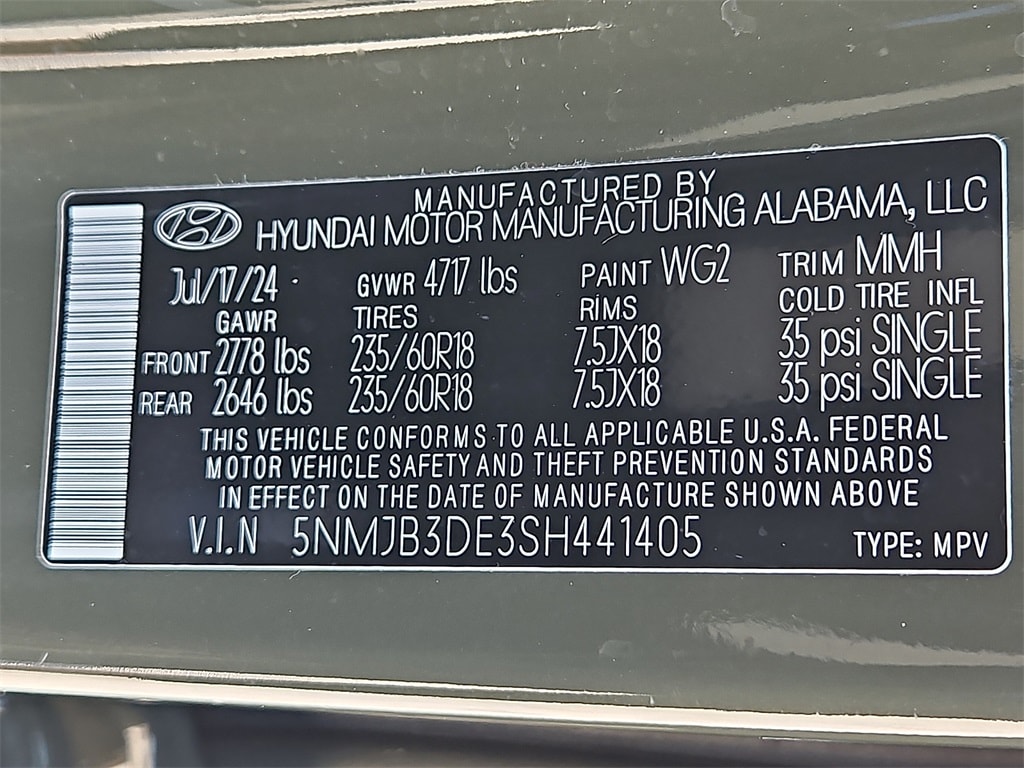 MANUFACTURED BY
HYUNDAI MOTOR MANUFACTURING ALABAMA, LLC
Jul/17/24 GVWR 4717 lbs PAINT WG2 TRIM MMH
GAWR TIRES RIMS COLD TIRE INFL
FRONT 2778 lbs 235/60R18 7.5JX18 35 psi SINGLE
REAR 2646 lbs 235/60R18 7.5JX18 35 psi SINGLE
THIS VEHICLE CONFORMS TO ALL APPLICABLE U.S.A. FEDERAL
MOTOR VEHICLE SAFETY AND THEFT PREVENTION STANDARDS
IN EFFECT ON THE DATE OF MANUFACTURE SHOWN ABOVE
V.I.N 5NMJB3DE3SH441405 TYPE: MPV